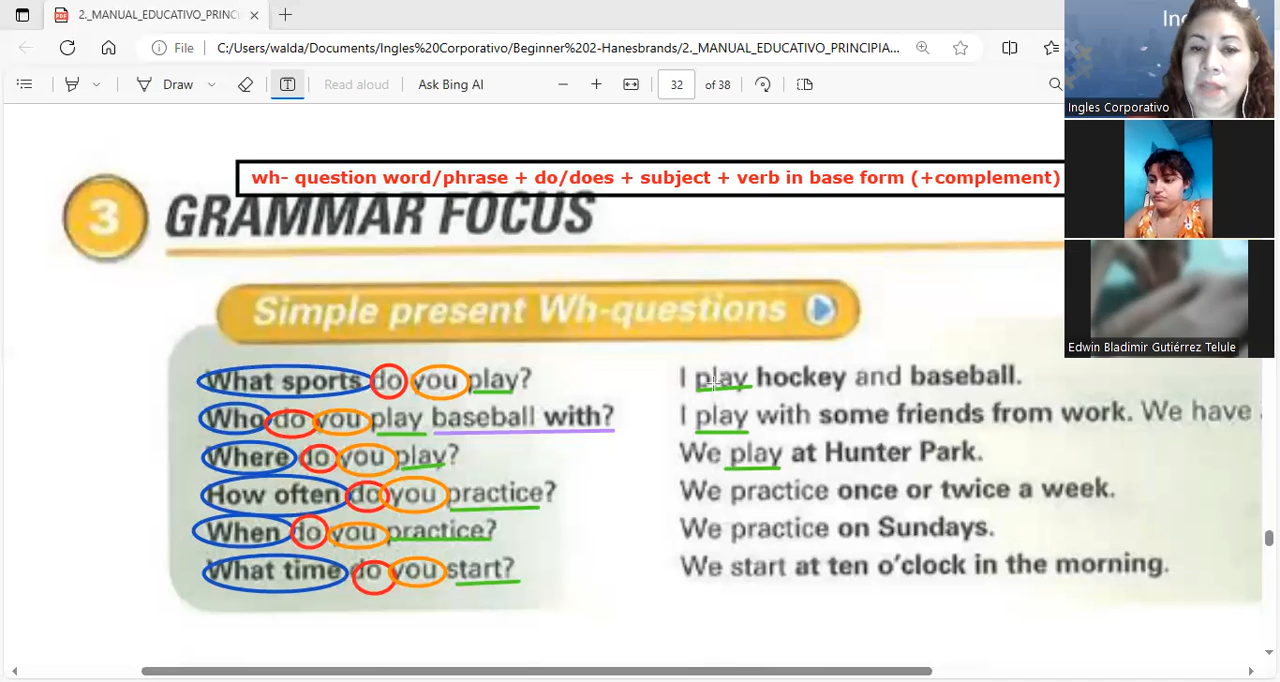 2._MANUAL_EDUCATIVO_PRINCI
File
C:/Users/walda/Documents/Ingles%20Corporativo/Beginner%202-Hanesbrands/2._MANUAL_EDUCATIVO_PRINCIPIA...
Draw
Read aloud
Ask Bing AI
32 of 38
Ingles Corporativo
Edwin Bladimir Gutiérrez Telule
wh- question word/phrase + do/does + subject + verb in base form (+complement)
3 GRAMMAR FOCUS
Simple present Wh-questions
What sports do you play? I play hockey and baseball.
Who do you play baseball with? I play with some friends from work. We have
Where do you play? We play at Hunter Park.
How often do you practice? We practice once or twice a week.
When do you practice? We practice on Sundays.
What time do you start? We start at ten o'clock in the morning.